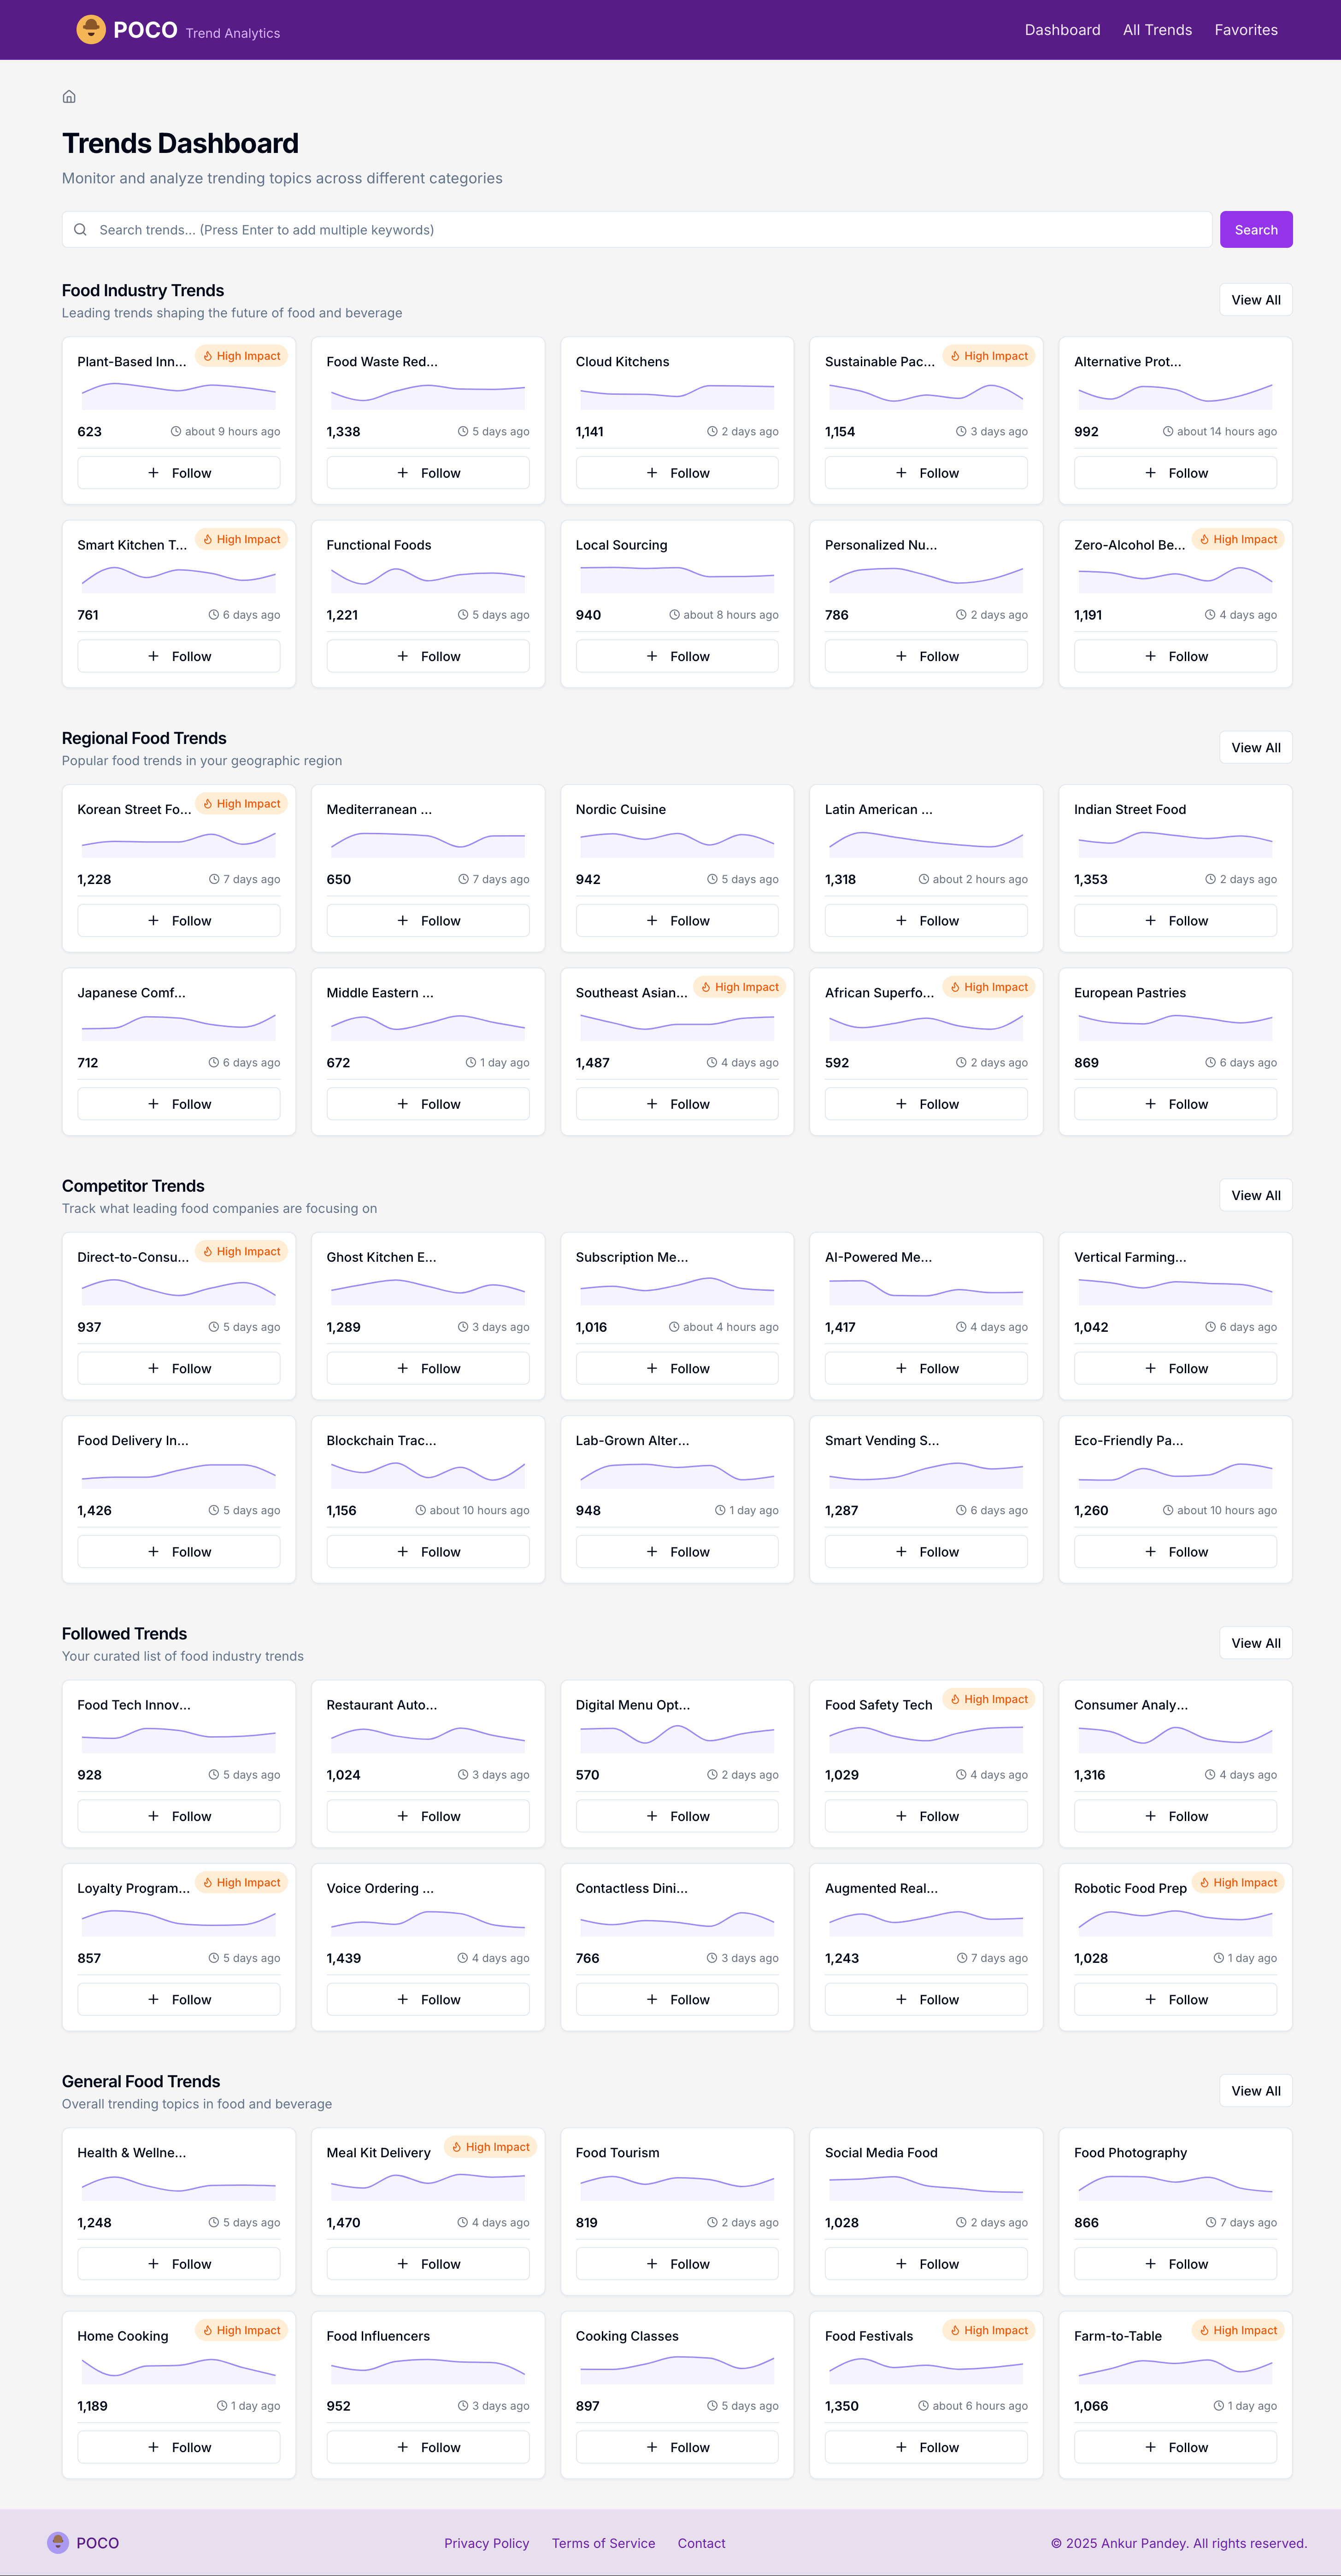 POCO Trend Analytics Dashboard All Trends Favorites
Trends Dashboard
Monitor and analyze trending topics across different categories
Search trends... (Press Enter to add multiple keywords) Search
Food Industry Trends
Leading trends shaping the future of food and beverage
View All
Plant-Based Inn... High Impact Food Waste Red... Cloud Kitchens Sustainable Pac... High Impact Alternative Prot...
623 about 9 hours ago 1,338 5 days ago 1,141 2 days ago 1,154 3 days ago 992 about 14 hours ago
Follow Follow Follow Follow Follow
Smart Kitchen T... High Impact Functional Foods Local Sourcing Personalized Nu... Zero-Alcohol Be... High Impact
761 6 days ago 1,221 5 days ago 940 about 8 hours ago 786 2 days ago 1,191 4 days ago
Follow Follow Follow Follow Follow
Regional Food Trends
Popular food trends in your geographic region
View All
Korean Street Fo... High Impact Mediterranean ... Nordic Cuisine Latin American ... Indian Street Food
1,228 7 days ago 650 7 days ago 942 5 days ago 1,318 about 2 hours ago 1,353 2 days ago
Follow Follow Follow Follow Follow
Japanese Comf... Middle Eastern ... Southeast Asian... High Impact African Superfo... High Impact European Pastries
712 6 days ago 672 1 day ago 1,487 4 days ago 592 2 days ago 869 6 days ago
Follow Follow Follow Follow Follow
Competitor Trends
Track what leading food companies are focusing on
View All
Direct-to-Consu... High Impact Ghost Kitchen E... Subscription Me... AI-Powered Me... Vertical Farming...
937 5 days ago 1,289 3 days ago 1,016 about 4 hours ago 1,417 4 days ago 1,042 6 days ago
Follow Follow Follow Follow Follow
Food Delivery In... Blockchain Trac... Lab-Grown Alter... Smart Vending S... Eco-Friendly Pa...
1,426 5 days ago 1,156 about 10 hours ago 948 1 day ago 1,287 6 days ago 1,260 about 10 hours ago
Follow Follow Follow Follow Follow
Followed Trends
Your curated list of food industry trends
View All
Food Tech Innov... Restaurant Auto... Digital Menu Opt... Food Safety Tech High Impact Consumer Analy...
928 5 days ago 1,024 3 days ago 570 2 days ago 1,029 4 days ago 1,316 4 days ago
Follow Follow Follow Follow Follow
Loyalty Program... High Impact Voice Ordering ... Contactless Dini... Augmented Real... Robotic Food Prep High Impact
857 5 days ago 1,439 4 days ago 766 3 days ago 1,243 7 days ago 1,028 1 day ago
Follow Follow Follow Follow Follow
General Food Trends
Overall trending topics in food and beverage
View All
Health & Wellne... Meal Kit Delivery High Impact Food Tourism Social Media Food Food Photography
1,248 5 days ago 1,470 4 days ago 819 2 days ago 1,028 2 days ago 866 7 days ago
Follow Follow Follow Follow Follow
Home Cooking High Impact Food Influencers Cooking Classes Food Festivals High Impact Farm-to-Table High Impact
1,189 1 day ago 952 3 days ago 897 5 days ago 1,350 about 6 hours ago 1,066 1 day ago
Follow Follow Follow Follow Follow
POCO Privacy Policy Terms of Service Contact © 2025 Ankur Pandey. All rights reserved.